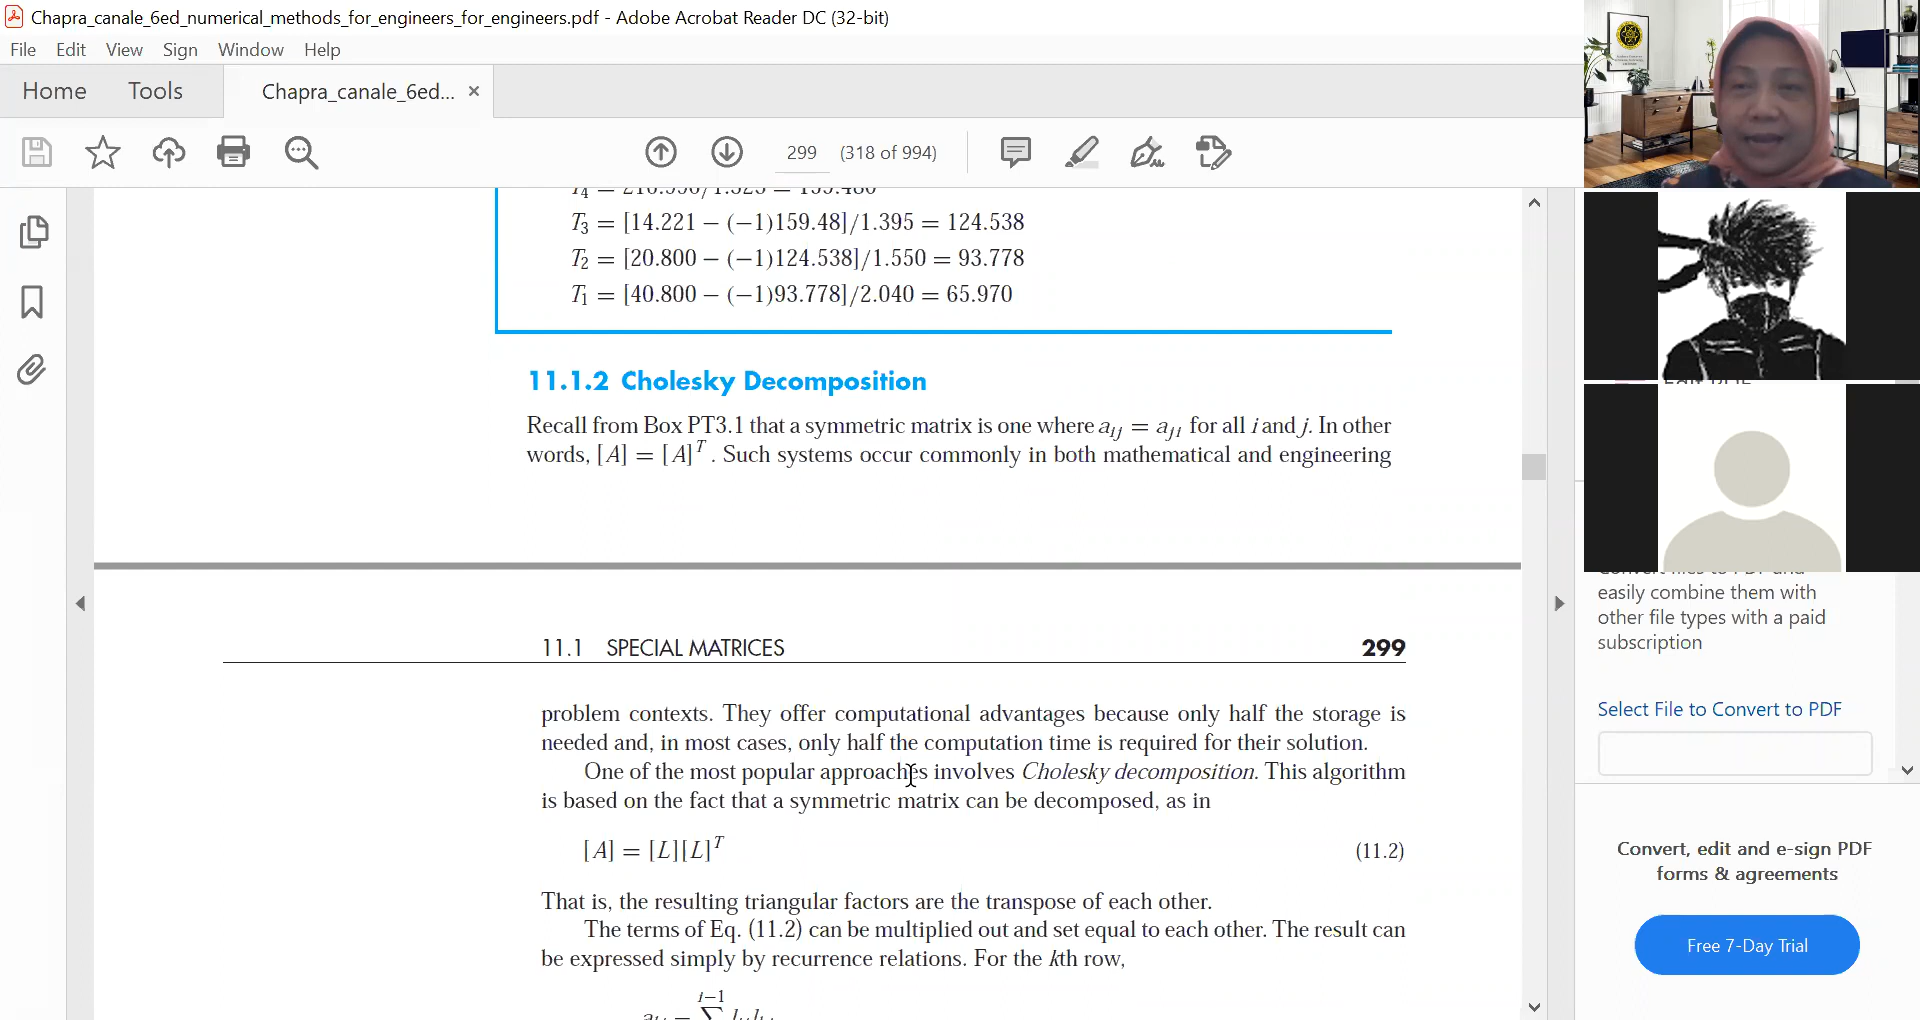 Chapra_canale_6ed_numerical_methods_for_engineers_for_engineers.pdf - Adobe Acrobat Reader DC (32-bit)
File Edit View Sign Window Help
Home Tools Chapra_canale_6ed... ×
299 (318 of 994)
T₃ = [14.221 − (−1)159.48]/1.395 = 124.538
T₂ = [20.800 − (−1)124.538]/1.550 = 93.778
T₁ = [40.800 − (−1)93.778]/2.040 = 65.970
11.1.2 Cholesky Decomposition
Recall from Box PT3.1 that a symmetric matrix is one where aᵢⱼ = aⱼᵢ for all i and j. In other
words, [A] = [A]ᵀ. Such systems occur commonly in both mathematical and engineering
11.1 SPECIAL MATRICES 299
problem contexts. They offer computational advantages because only half the storage is
needed and, in most cases, only half the computation time is required for their solution.
One of the most popular approaches involves Cholesky decomposition. This algorithm
is based on the fact that a symmetric matrix can be decomposed, as in
[A] = [L][L]ᵀ (11.2)
That is, the resulting triangular factors are the transpose of each other.
The terms of Eq. (11.2) can be multiplied out and set equal to each other. The result can
be expressed simply by recurrence relations. For the kth row,
i−1
easily combine them with
other file types with a paid
subscription
Select File to Convert to PDF
Convert, edit and e-sign PDF
forms & agreements
Free 7-Day Trial